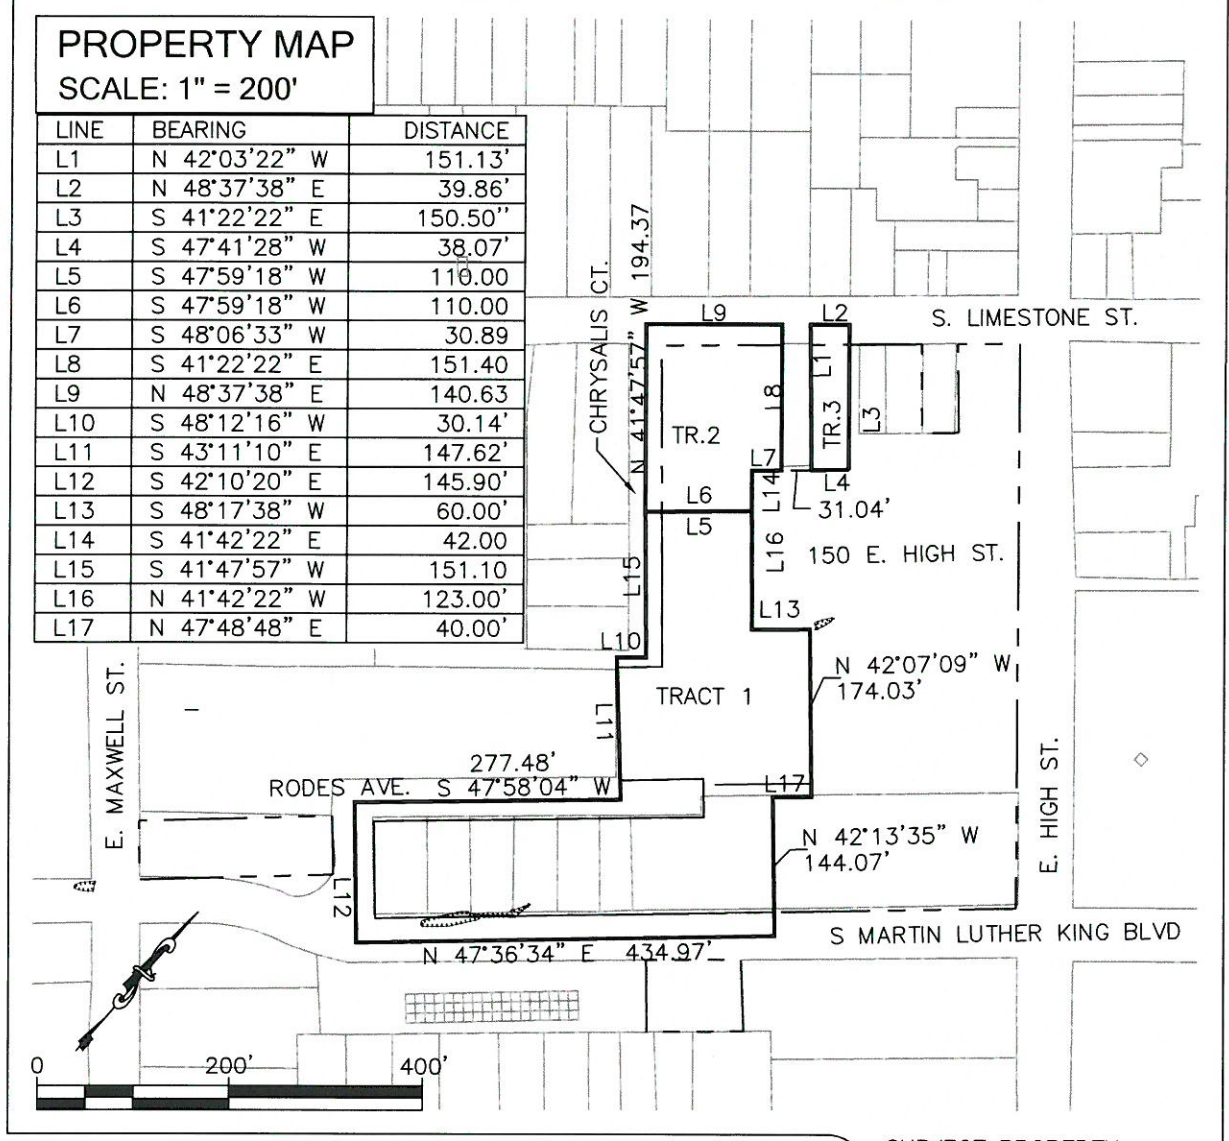 PROPERTY MAP
SCALE: 1" = 200'
LINE BEARING DISTANCE
L1 N 42°03'22" W 151.13'
L2 N 48°37'38" E 39.86'
L3 S 41°22'22" E 150.50''
L4 S 47°41'28" W 38.07'
L5 S 47°59'18" W 110.00
L6 S 47°59'18" W 110.00
L7 S 48°06'33" W 30.89
L8 S 41°22'22" E 151.40
L9 N 48°37'38" E 140.63
L10 S 48°12'16" W 30.14'
L11 S 43°11'10" E 147.62'
L12 S 42°10'20" E 145.90'
L13 S 48°17'38" W 60.00'
L14 S 41°42'22" E 42.00
L15 S 41°47'57" W 151.10
L16 N 41°42'22" W 123.00'
L17 N 47°48'48" E 40.00'
CHRYSALIS CT.
N 41°47'57" W 194.37
L9
L2
S. LIMESTONE ST.
L8
L1
TR.3
L3
TR.2
L7
L6
L14
L4
31.04'
L5
L16
150 E. HIGH ST.
L15
L13
L10
N 42°07'09" W
174.03'
TRACT 1
L11
E. MAXWELL ST.
277.48'
RODES AVE. S 47°58'04" W
L17
E. HIGH ST.
N 42°13'35" W
144.07'
L12
S MARTIN LUTHER KING BLVD
N 47°36'34" E 434.97'
0 200' 400'